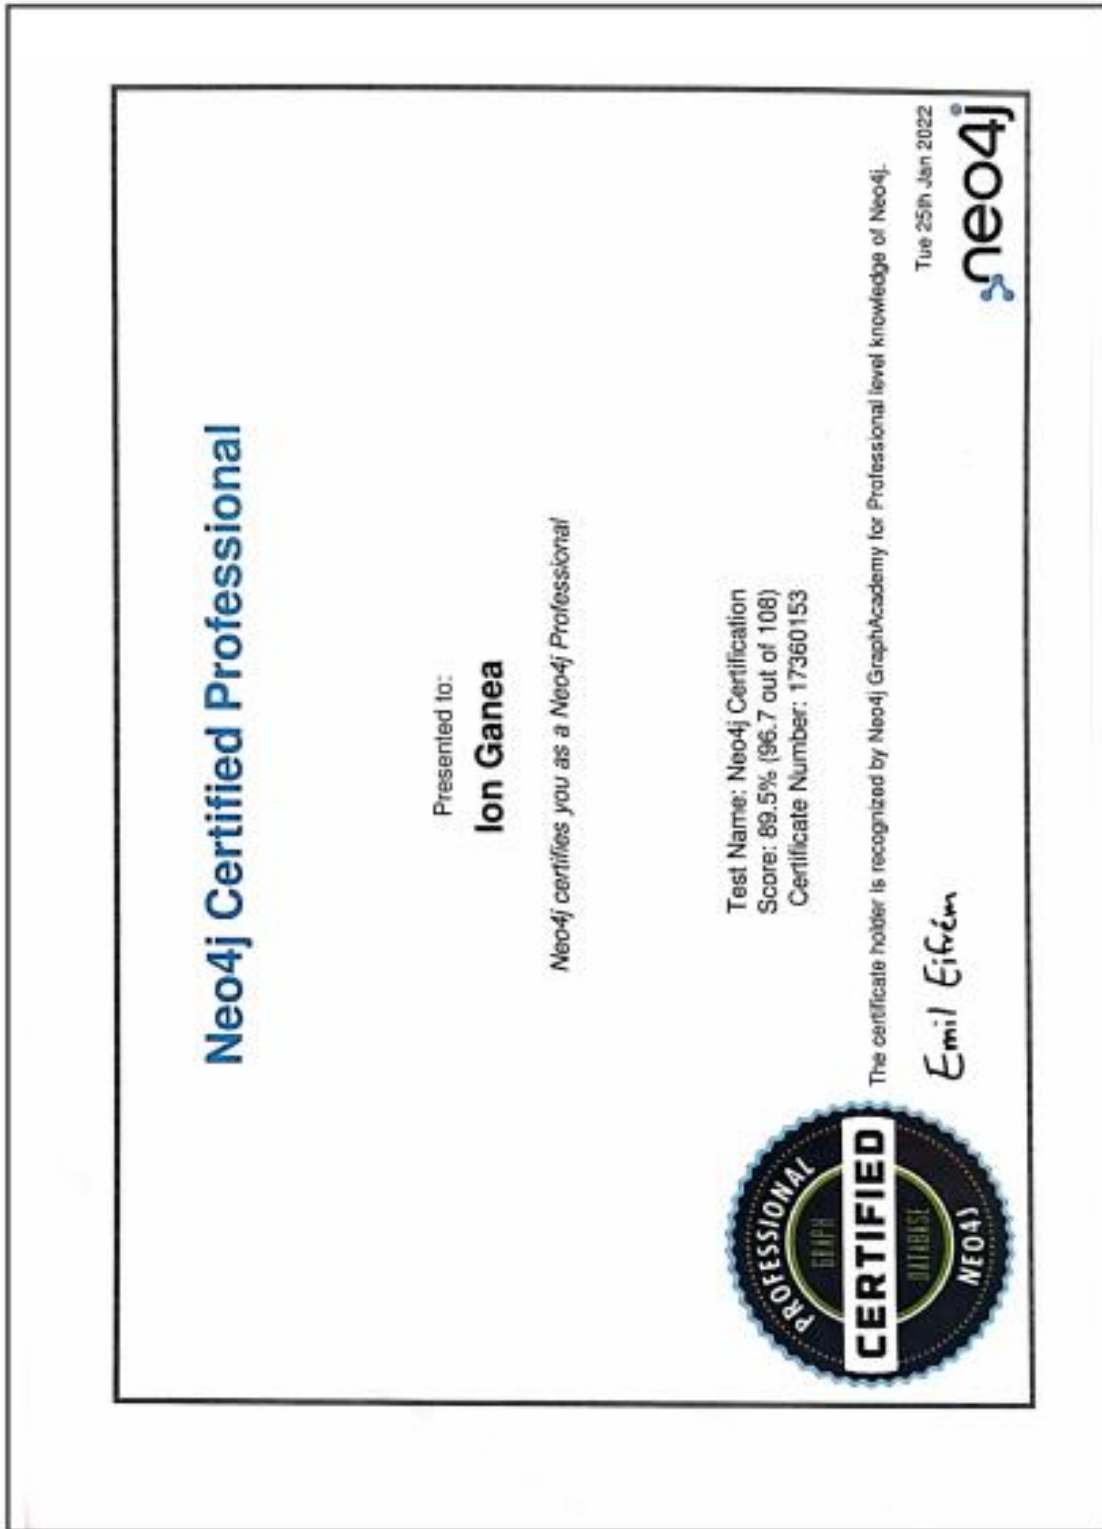 Neo4j Certified Professional
Presented to:
Ion Ganea
Neo4j certifies you as a Neo4j Professional
Test Name: Neo4j Certification
Score: 89.5% (96.7 out of 108)
Certificate Number: 17360153
The certificate holder is recognized by Neo4j GraphAcademy for Professional level knowledge of Neo4j.
Emil Eifrém
Tue 25th Jan 2022
neo4j
PROFESSIONAL
GRAPH
CERTIFIED
DATABASE
NEO4J